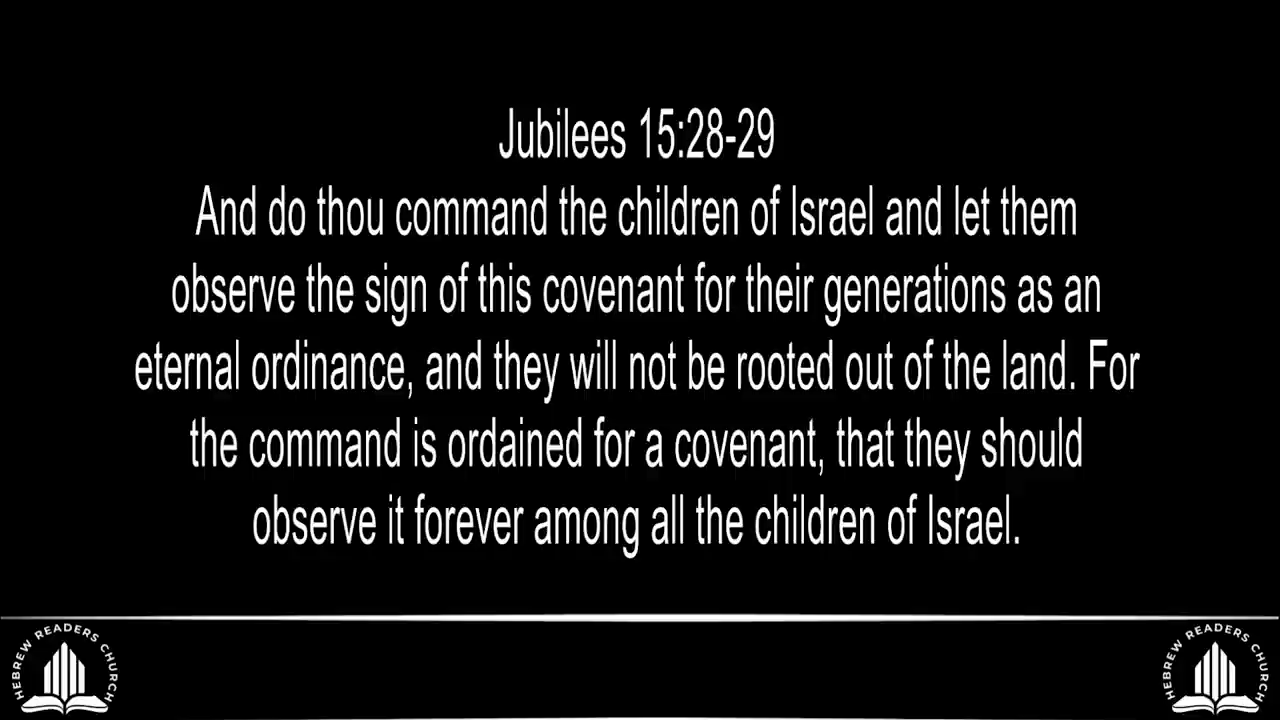 Jubilees 15:28-29
And do thou command the children of Israel and let them
observe the sign of this covenant for their generations as an
eternal ordinance, and they will not be rooted out of the land. For
the command is ordained for a covenant, that they should
observe it forever among all the children of Israel.
HEBREW READERS CHURCH
HEBREW READERS CHURCH